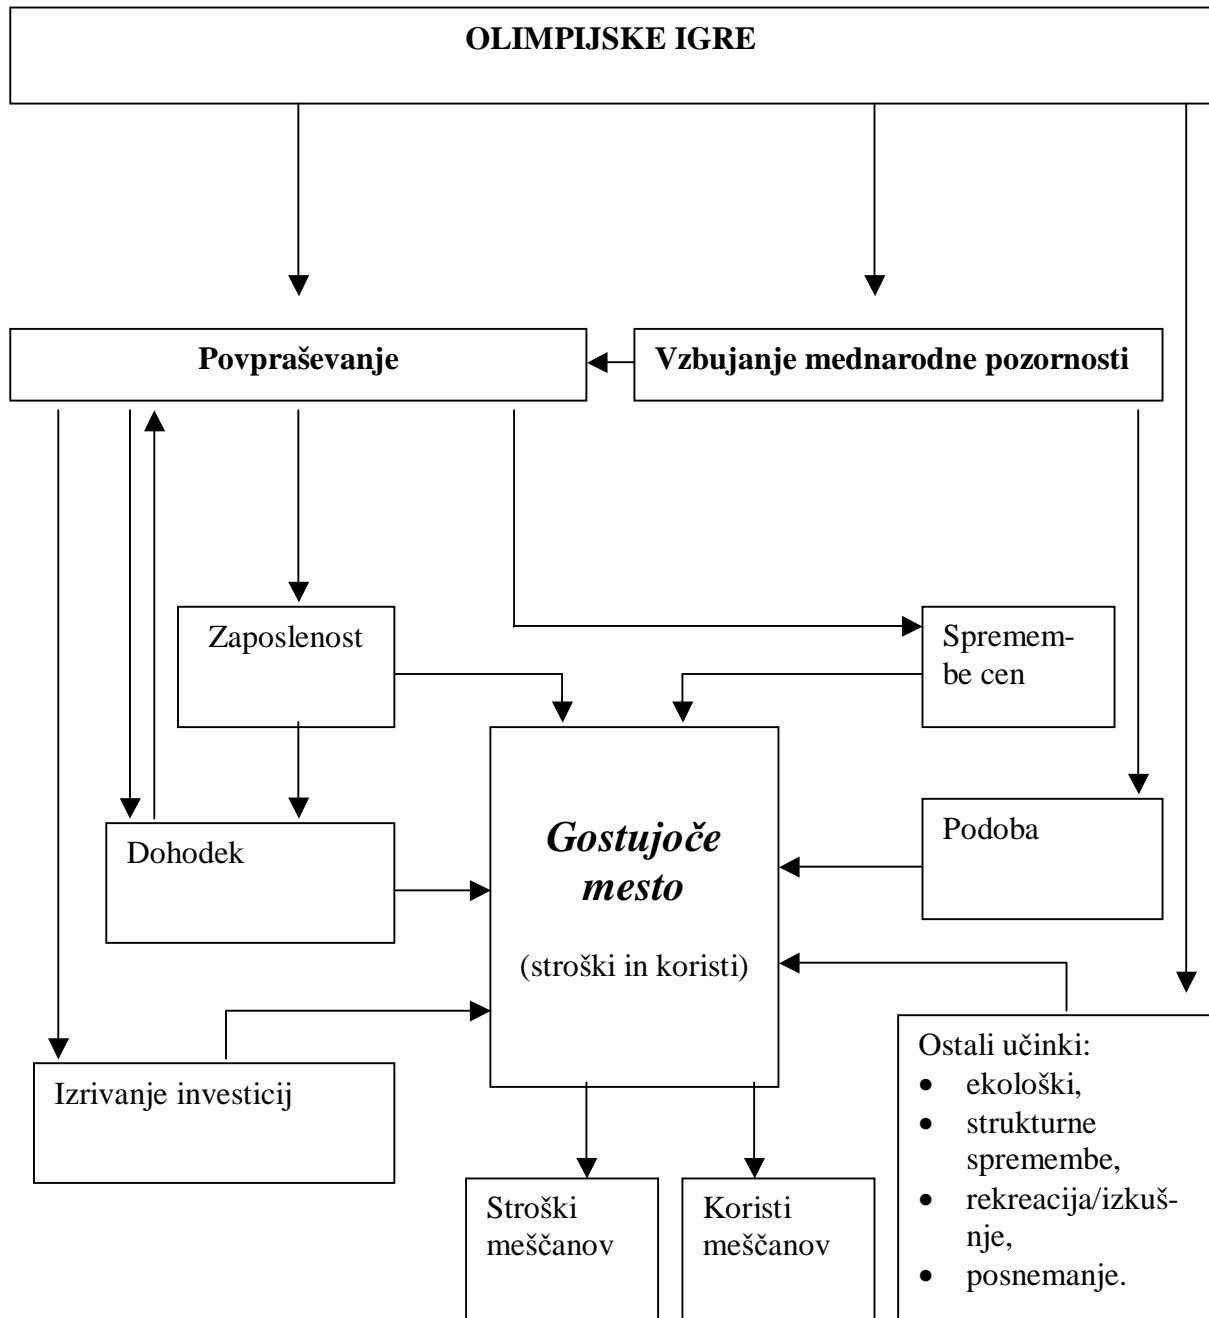 OLIMPIJSKE IGRE
Povpraševanje
Vzbujanje mednarodne pozornosti
Zaposlenost
Spremem-
be cen
Dohodek
Gostujoče
mesto
(stroški in koristi)
Podoba
Izrivanje investicij
Ostali učinki:
• ekološki,
• strukturne
spremembe,
• rekreacija/izkuš-
nje,
• posnemanje.
Stroški
meščanov
Koristi
meščanov